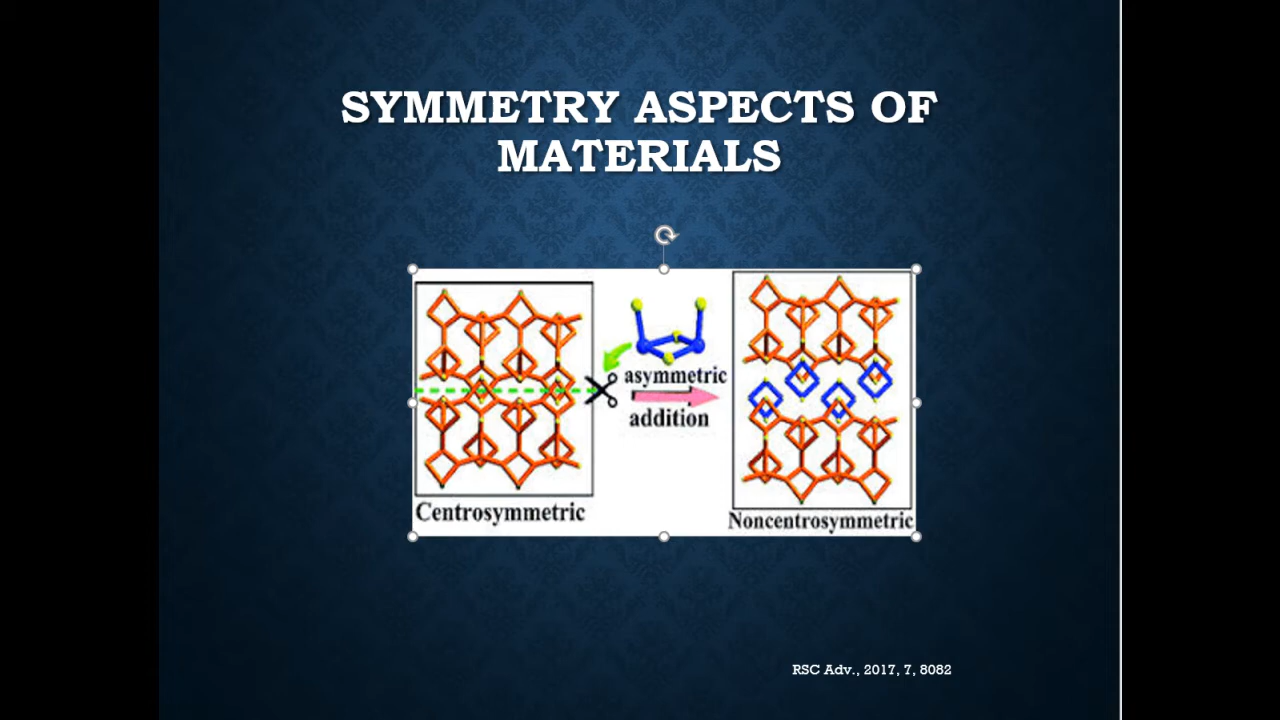 SYMMETRY ASPECTS OF
MATERIALS
asymmetric
addition
Centrosymmetric
Noncentrosymmetric
RSC Adv., 2017, 7, 8082